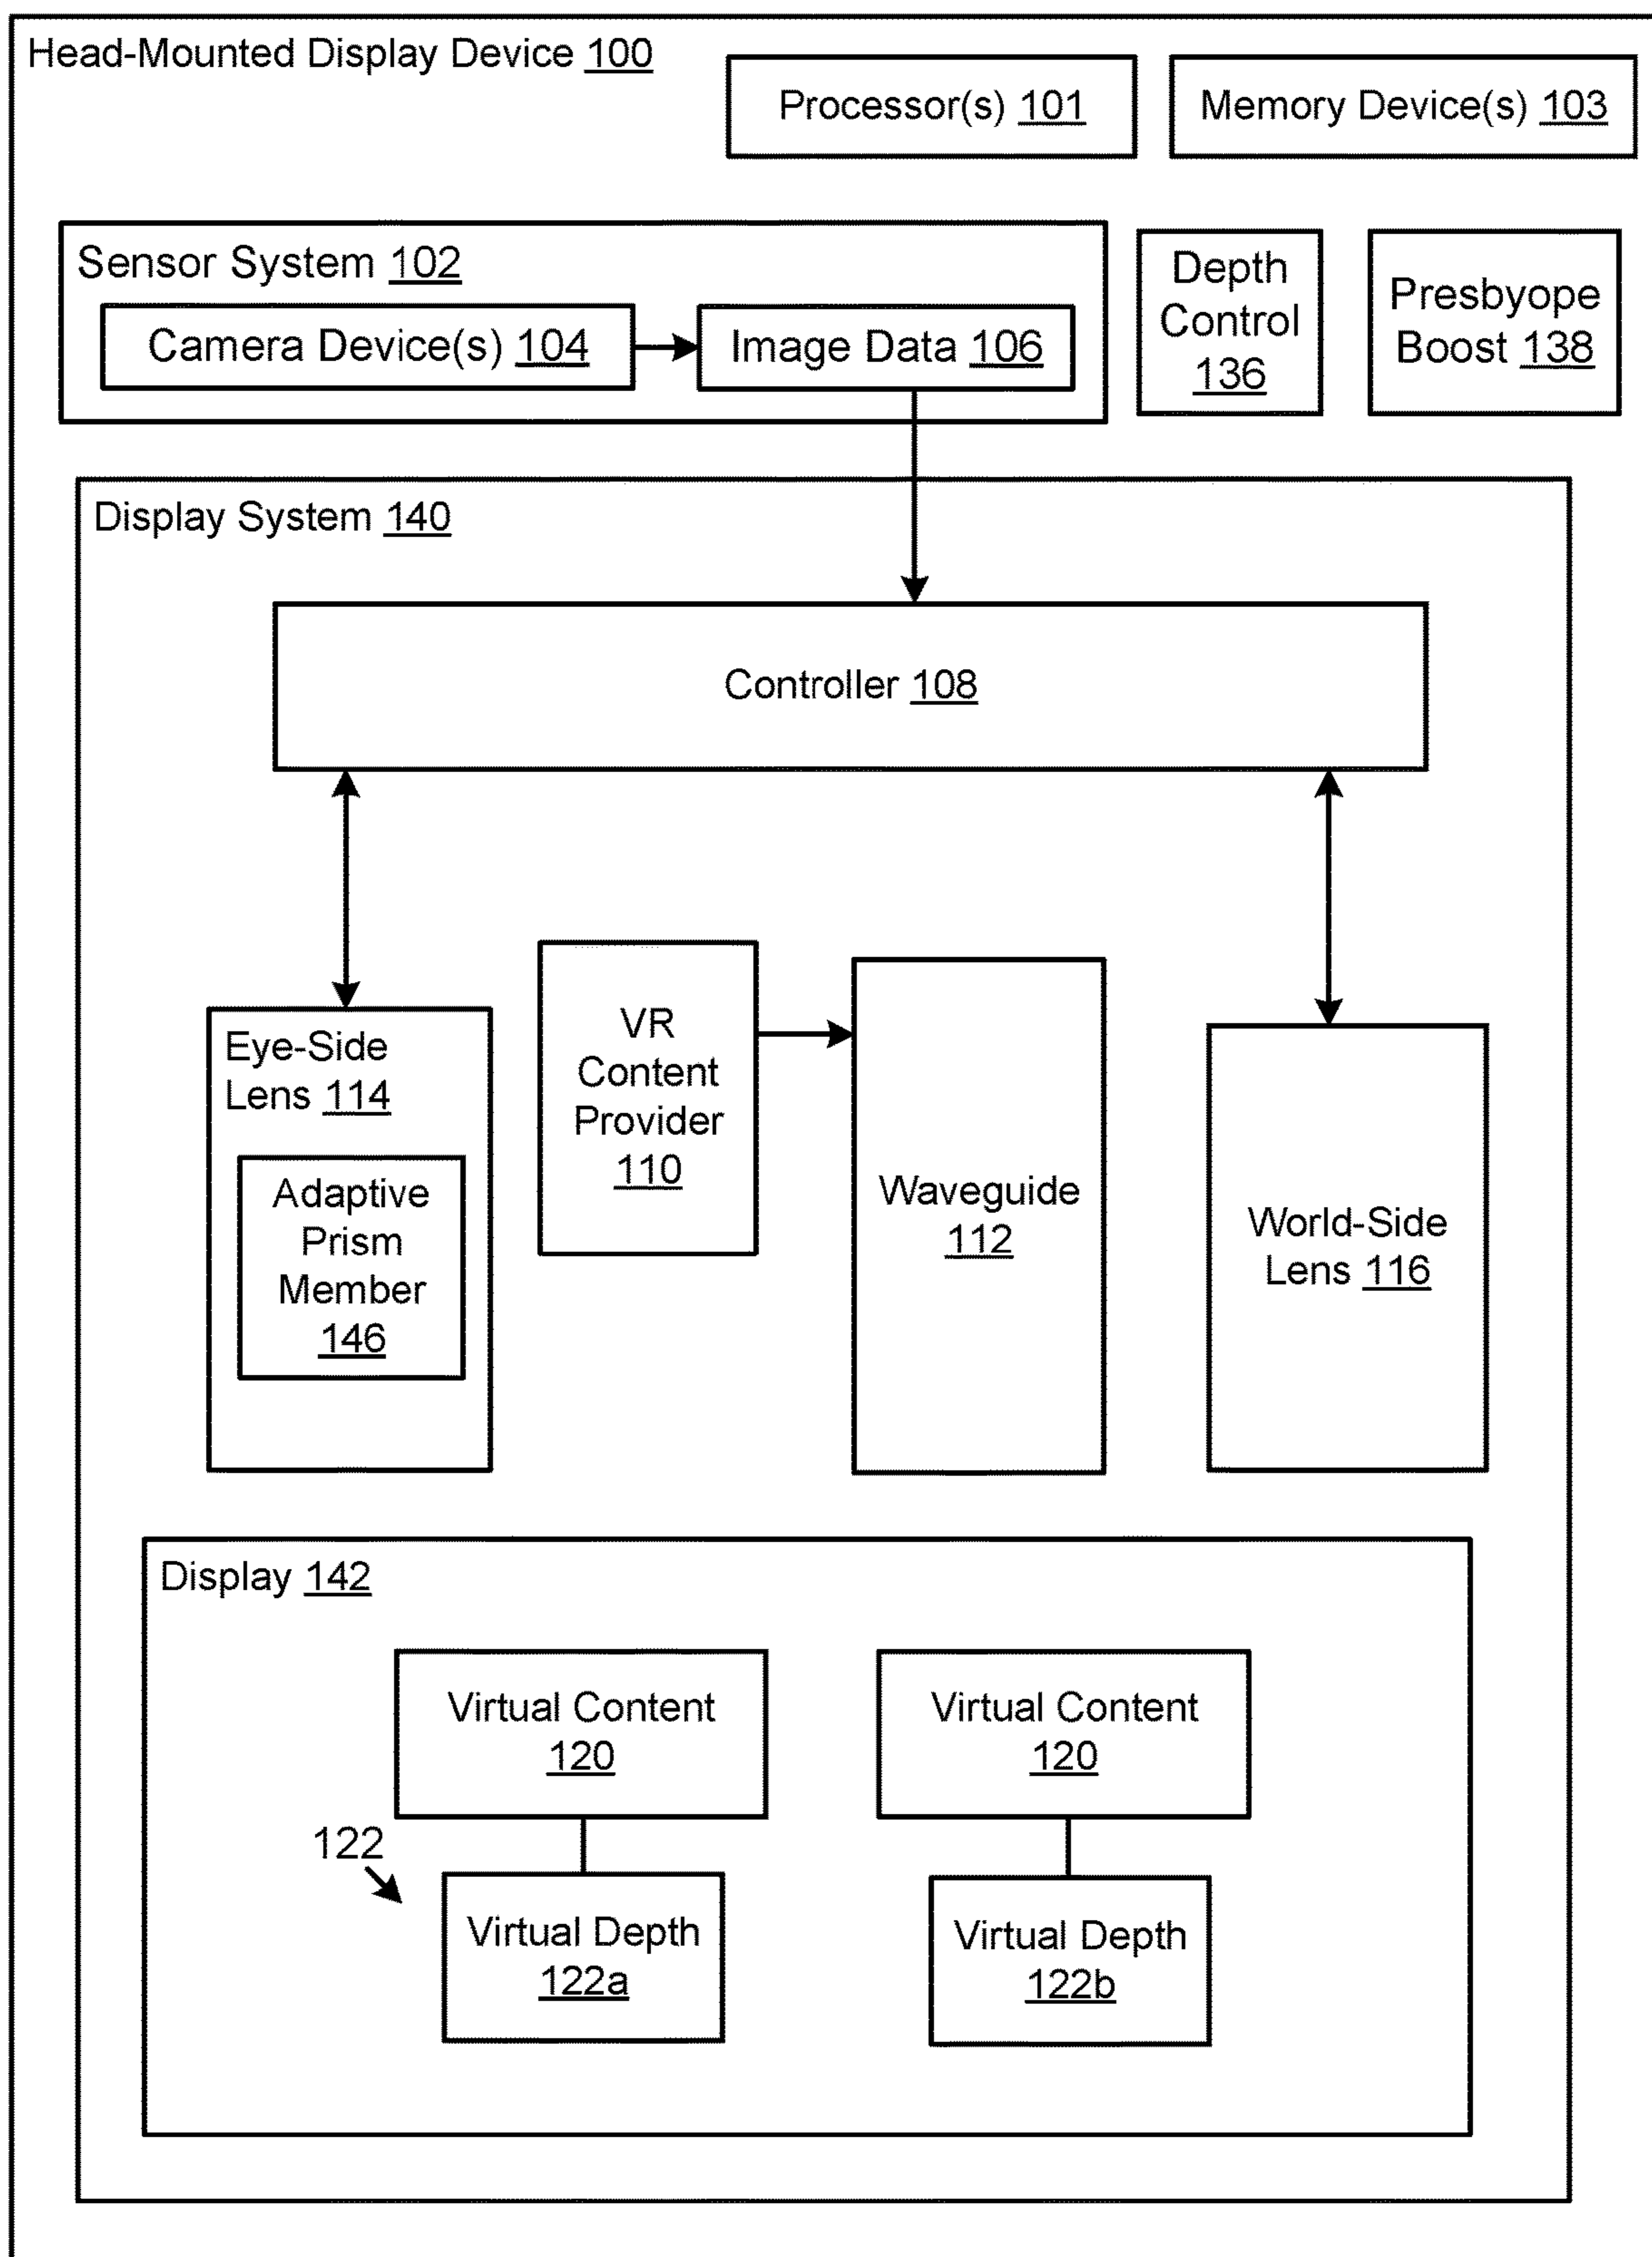 Head-Mounted Display Device 100
Processor(s) 101
Memory Device(s) 103
Sensor System 102
Camera Device(s) 104
Image Data 106
Depth
Control
136
Presbyope
Boost 138
Display System 140
Controller 108
Eye-Side
Lens 114
Adaptive
Prism
Member
146
VR
Content
Provider
110
Waveguide
112
World-Side
Lens 116
Display 142
Virtual Content
120
Virtual Content
120
122
Virtual Depth
122a
Virtual Depth
122b